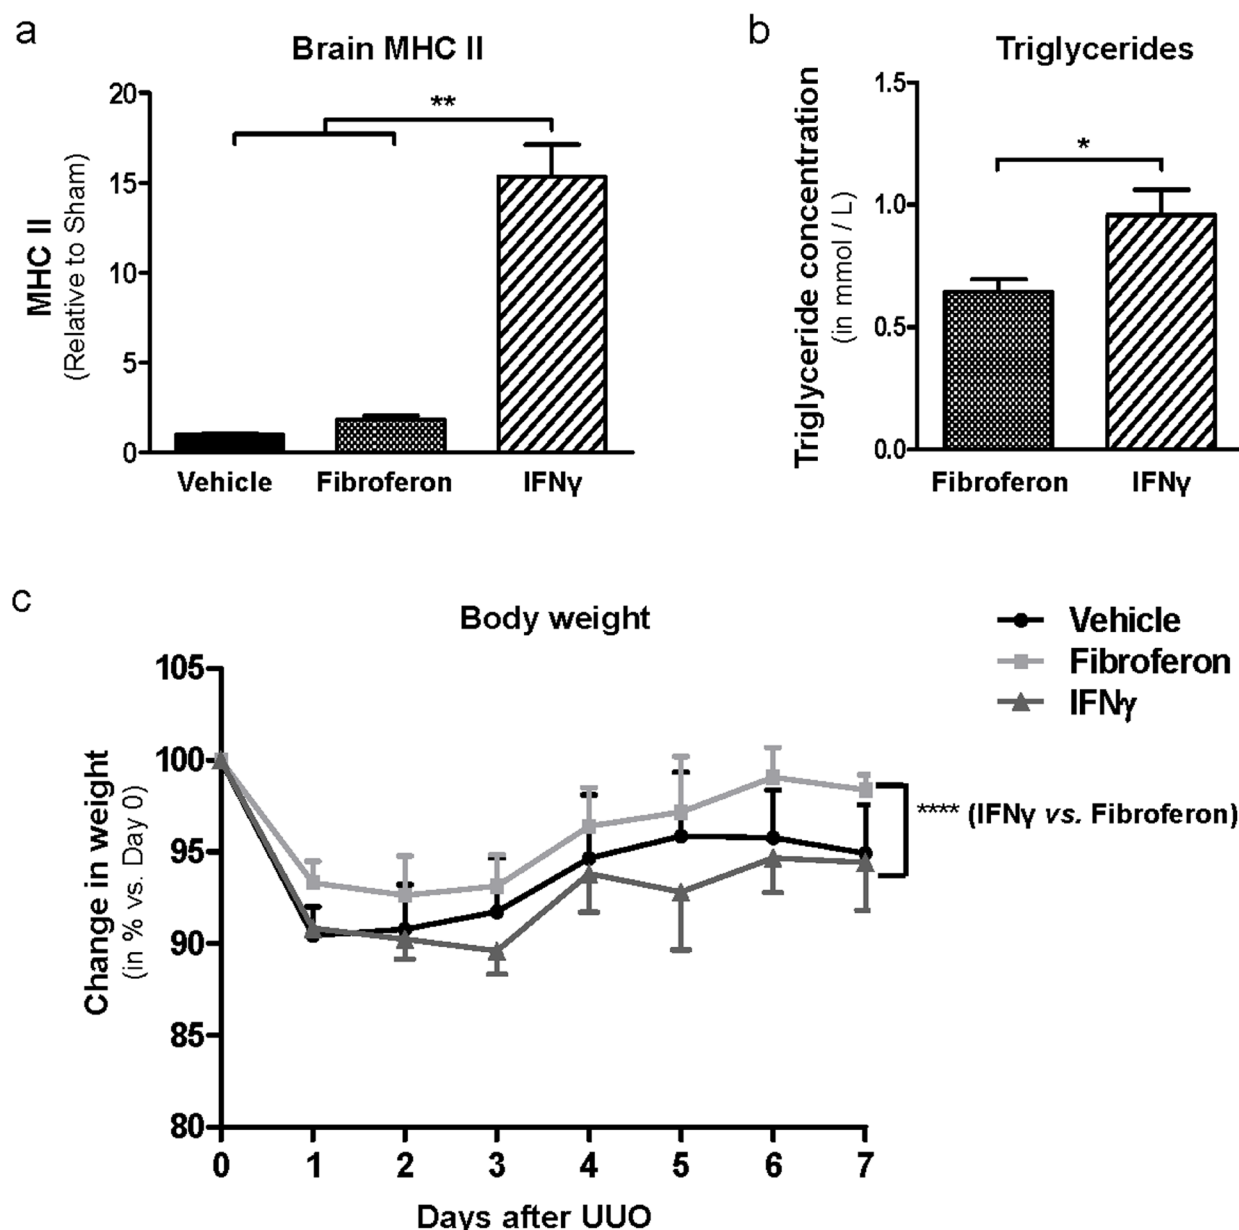 a
Brain MHC II
MHC II
(Relative to Sham)
20
15
10
5
0
**
Vehicle
Fibroferon
IFNγ
b
Triglycerides
Triglyceride concentration
(in mmol / L)
1.5
1.0
0.5
0.0
*
Fibroferon
IFNγ
c
Body weight
Vehicle
Fibroferon
IFNγ
Change in weight
(in % vs. Day 0)
105
100
95
90
85
80
**** (IFNγ vs. Fibroferon)
0 1 2 3 4 5 6 7
Days after UUO